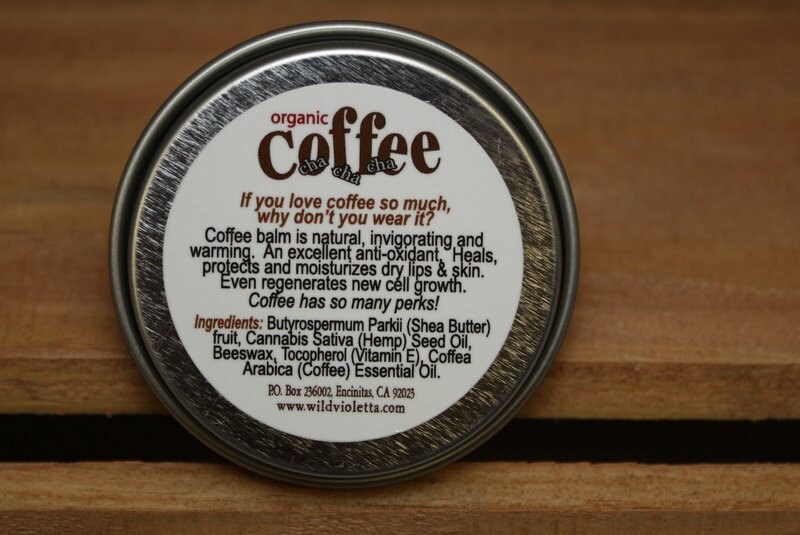 organic
Coffee
cha cha cha
If you love coffee so much,
why don't you wear it?
Coffee balm is natural, invigorating and
warming. An excellent anti-oxidant. Heals,
protects and moisturizes dry lips & skin.
Even regenerates new cell growth.
Coffee has so many perks!
Ingredients: Butyrospermum Parkii (Shea Butter)
fruit, Cannabis Sativa (Hemp) Seed Oil,
Beeswax, Tocopherol (Vitamin E), Coffea
Arabica (Coffee) Essential Oil.
P.O. Box 236002, Encinitas, CA 92023
www.wildvioletta.com